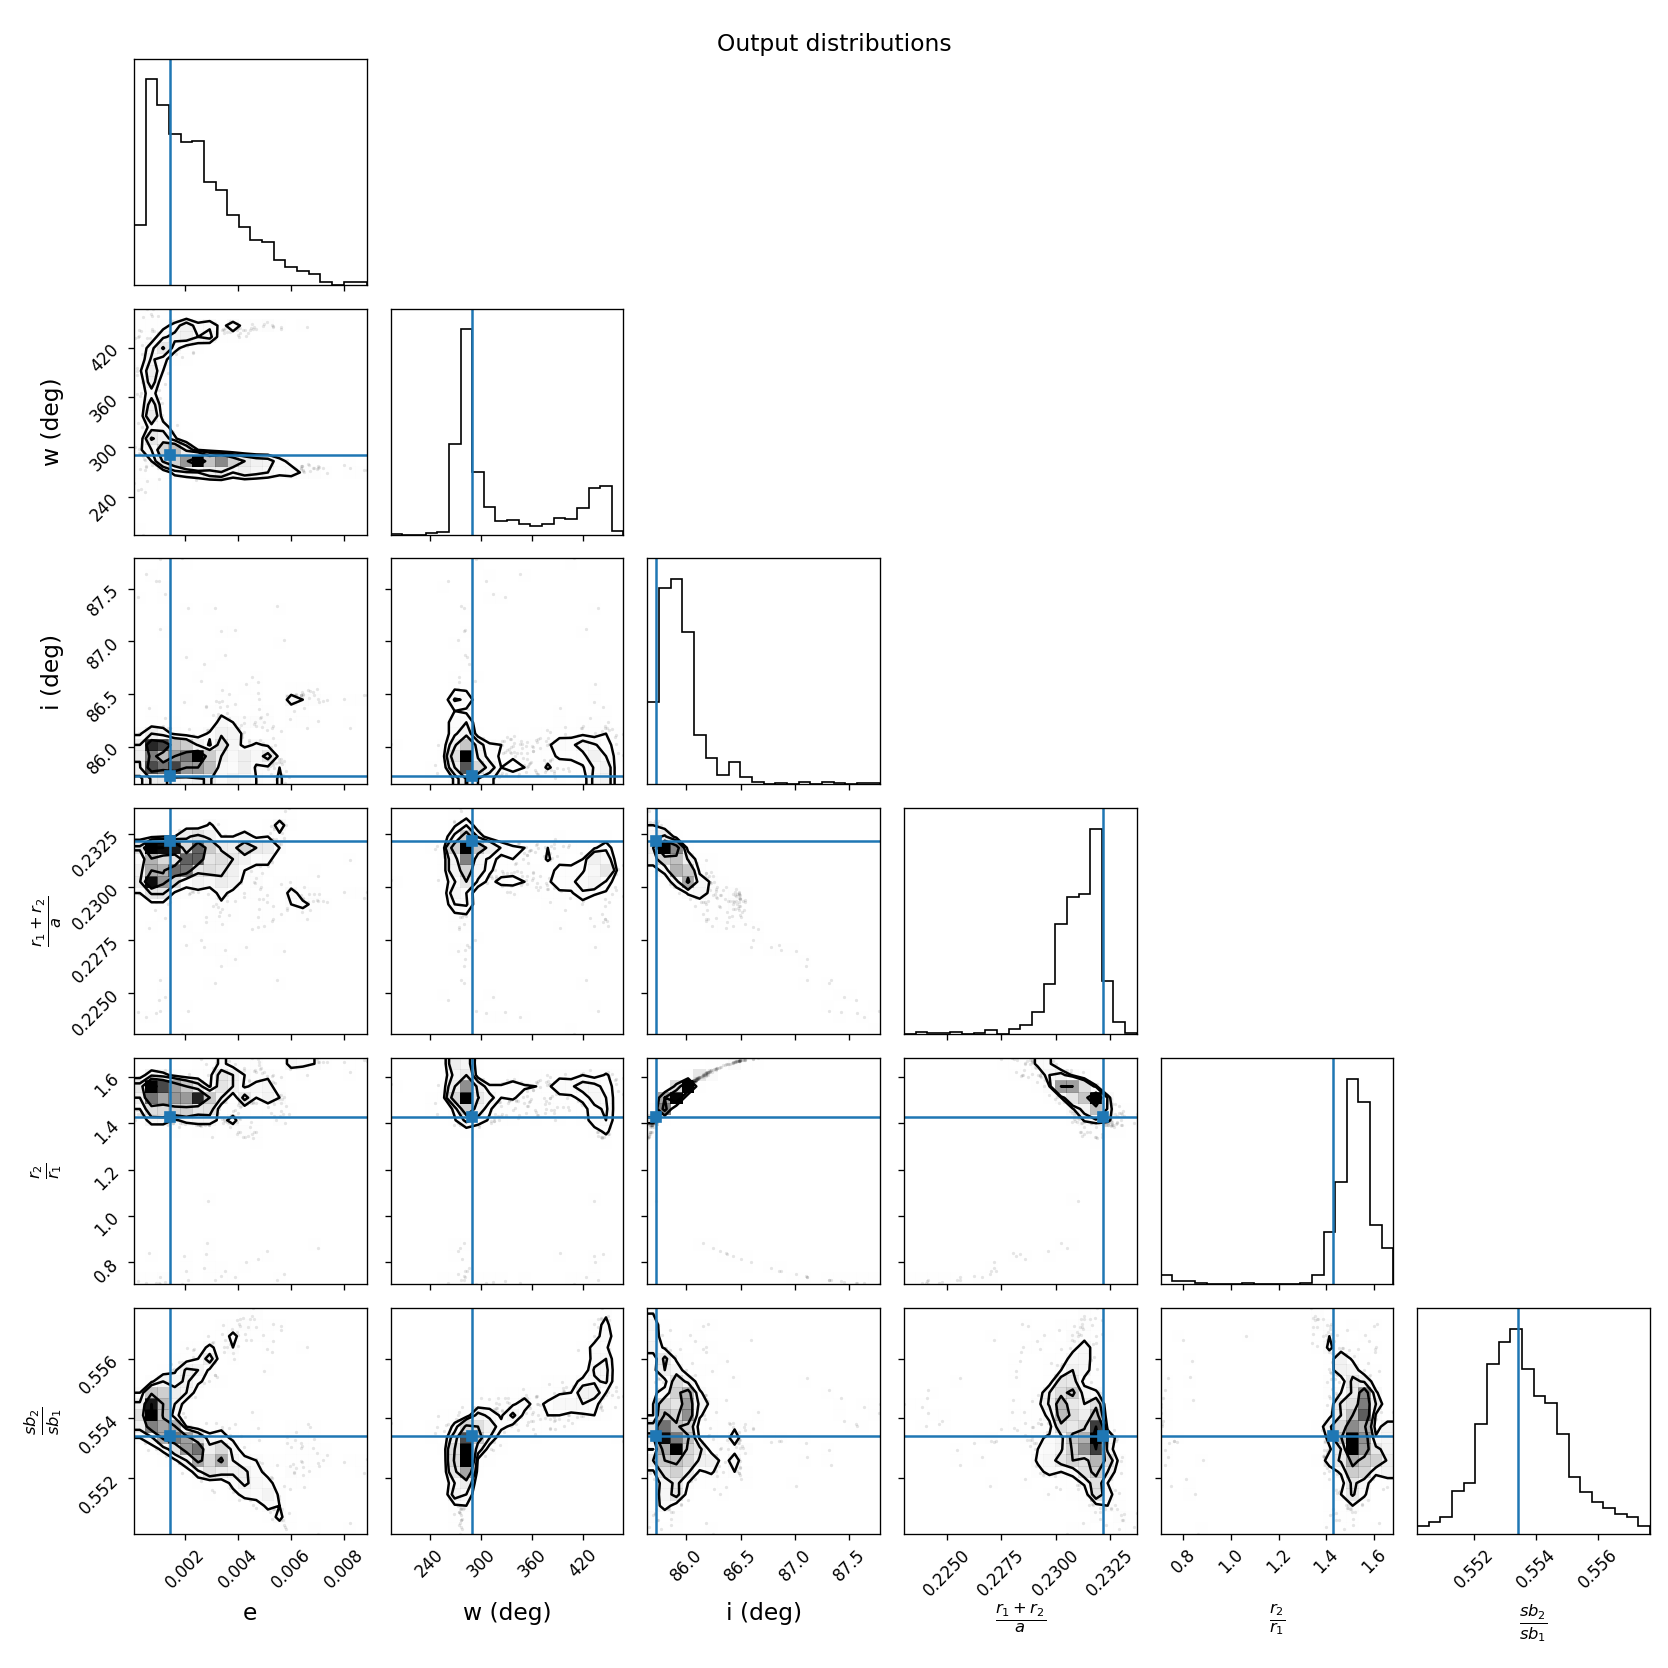 Output distributions
w (deg)
420
360
300
240
i (deg)
87.5
87.0
86.5
86.0
r₁ + r₂
a
0.2325
0.2300
0.2275
0.2250
r₂
r₁
1.6
1.4
1.2
1.0
0.8
sb₂
sb₁
0.556
0.554
0.552
0.002 0.004 0.006 0.008 240 300 360 420 86.0 86.5 87.0 87.5 0.2250 0.2275 0.2300 0.2325 0.8 1.0 1.2 1.4 1.6 0.552 0.554 0.556
e w (deg) i (deg) r₁ + r₂ r₂ sb₂
a r₁ sb₁